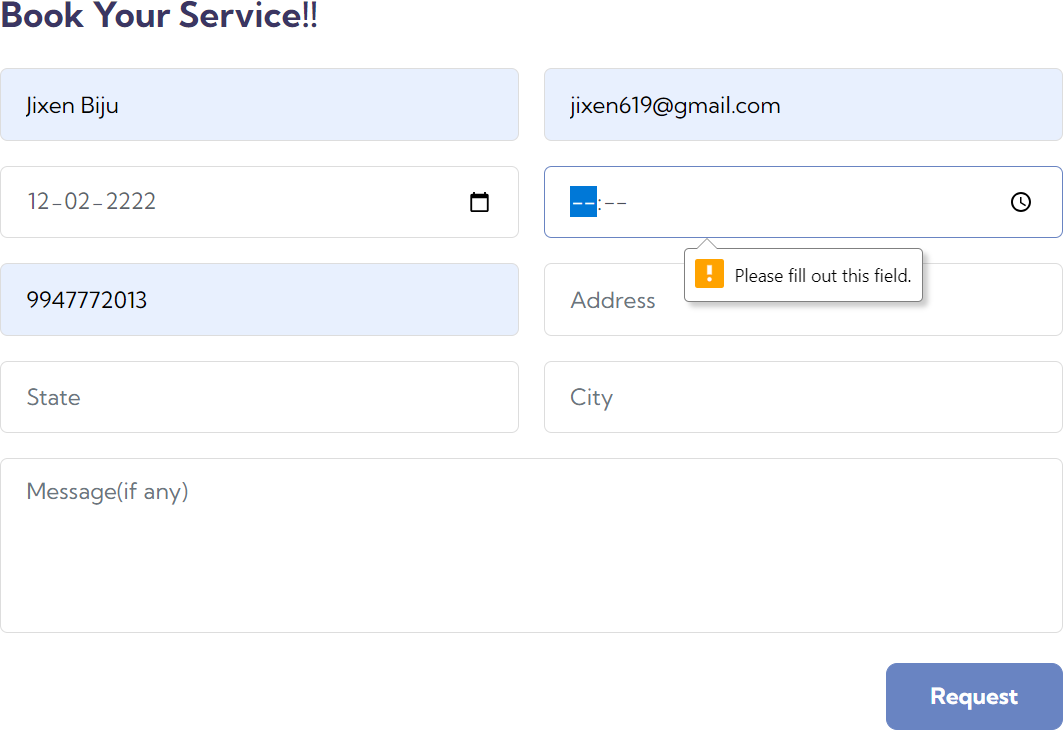 Book Your Service!!
Jixen Biju
jixen619@gmail.com
12-02-2222
--:--
Please fill out this field.
9947772013
Address
State
City
Message(if any)
Request